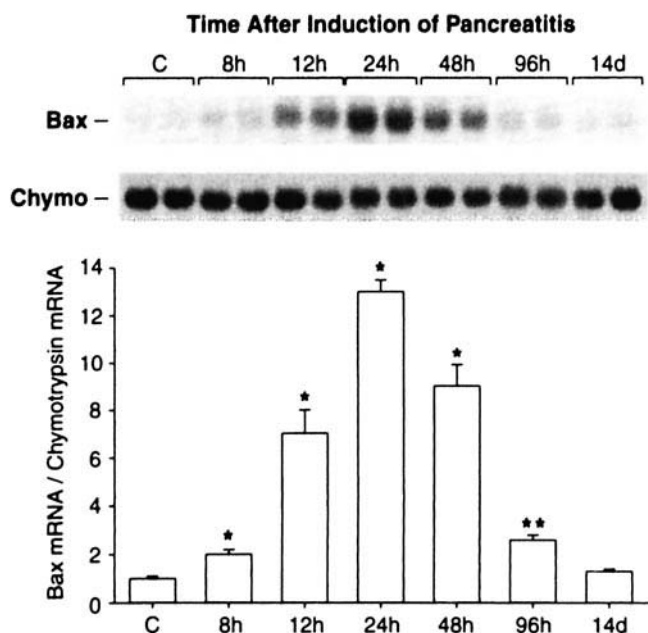 Time After Induction of Pancreatitis
C 8h 12h 24h 48h 96h 14d
Bax –
Chymo –
Bax mRNA / Chymotrypsin mRNA
14
12
10
8
6
4
2
0
* * * * * **
C 8h 12h 24h 48h 96h 14d